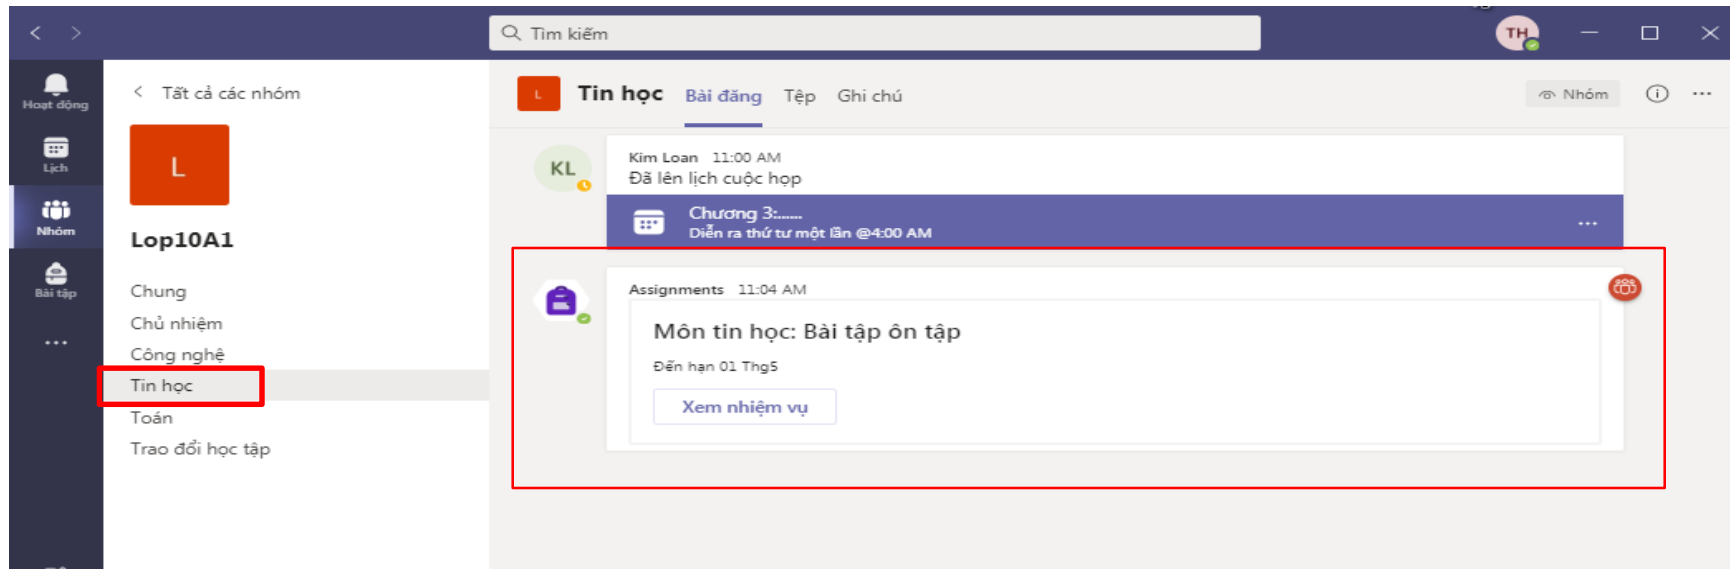 Tìm kiếm
TH
Hoạt động
Lịch
Nhóm
Bài tập
Tất cả các nhóm
L
Lop10A1
Chung
Chủ nhiệm
Công nghệ
Tin học
Toán
Trao đổi học tập
L Tin học Bài đăng Tệp Ghi chú
Nhóm
KL
Kim Loan 11:00 AM
Đã lên lịch cuộc họp
Chương 3:......
Diễn ra thứ tư một lần @4:00 AM
Assignments 11:04 AM
Môn tin học: Bài tập ôn tập
Đến hạn 01 Thg5
Xem nhiệm vụ